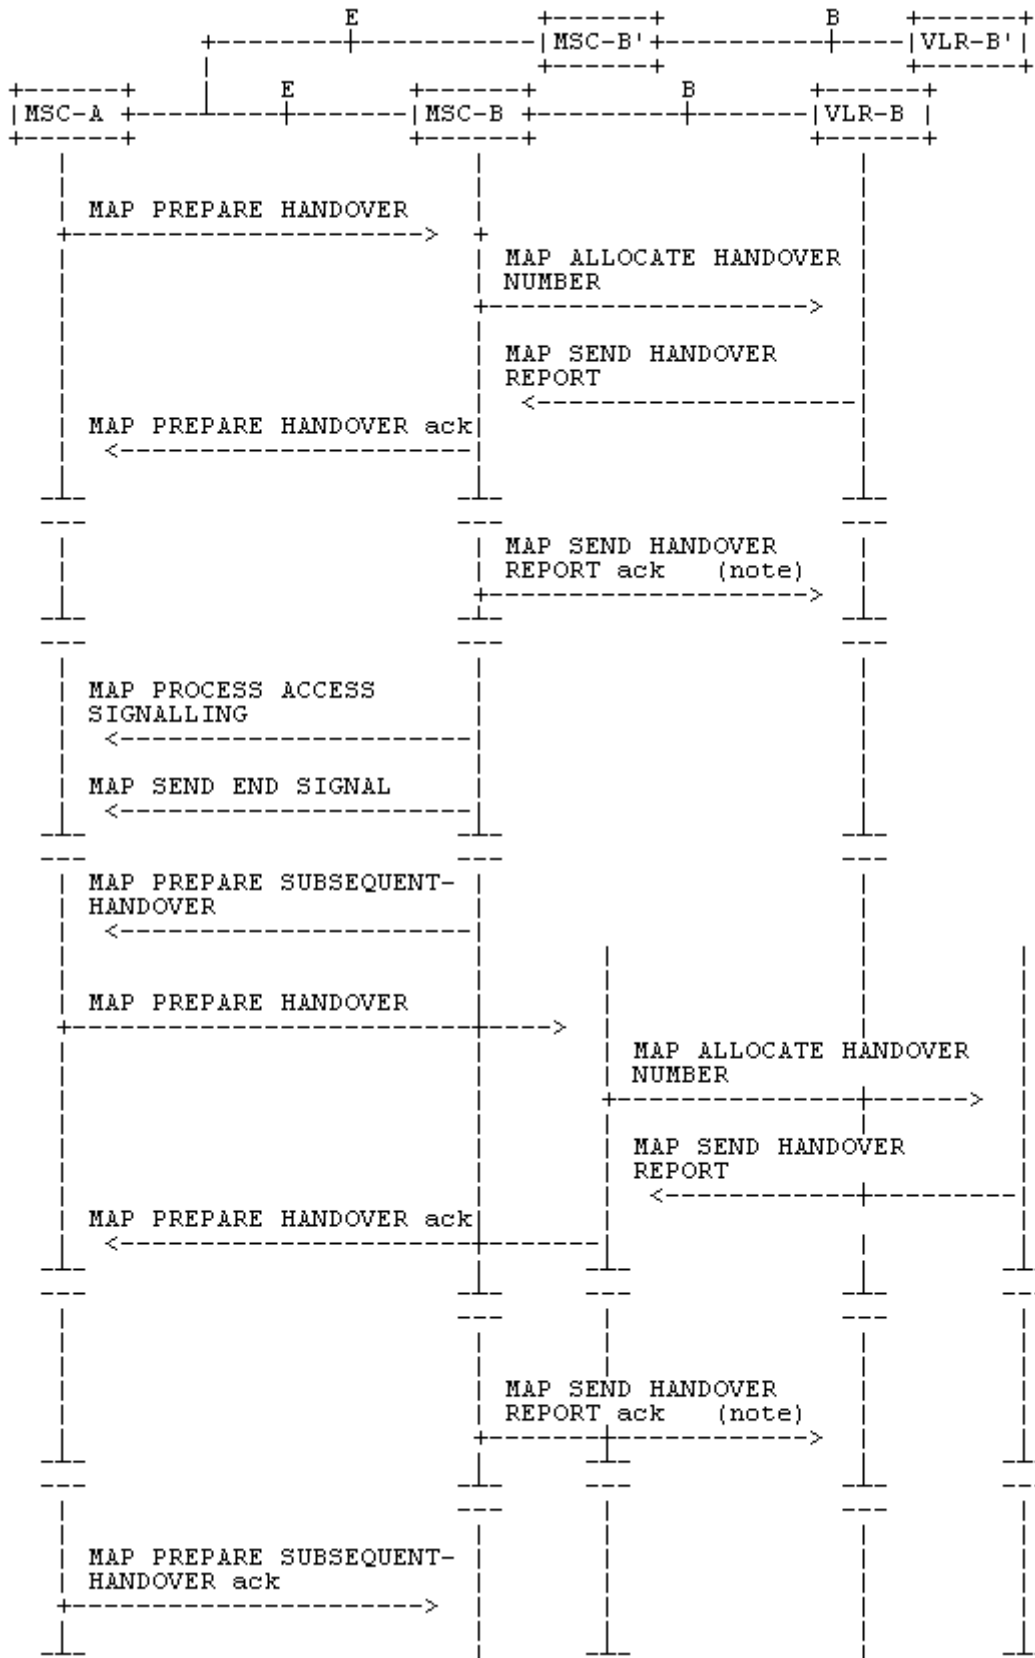 E B
MSC-B' VLR-B'
E B
MSC-A MSC-B VLR-B
MAP PREPARE HANDOVER
MAP ALLOCATE HANDOVER
NUMBER
MAP SEND HANDOVER
REPORT
MAP PREPARE HANDOVER ack
MAP SEND HANDOVER
REPORT ack (note)
MAP PROCESS ACCESS
SIGNALLING
MAP SEND END SIGNAL
MAP PREPARE SUBSEQUENT-
HANDOVER
MAP PREPARE HANDOVER
MAP ALLOCATE HANDOVER
NUMBER
MAP SEND HANDOVER
REPORT
MAP PREPARE HANDOVER ack
MAP SEND HANDOVER
REPORT ack (note)
MAP PREPARE SUBSEQUENT-
HANDOVER ack